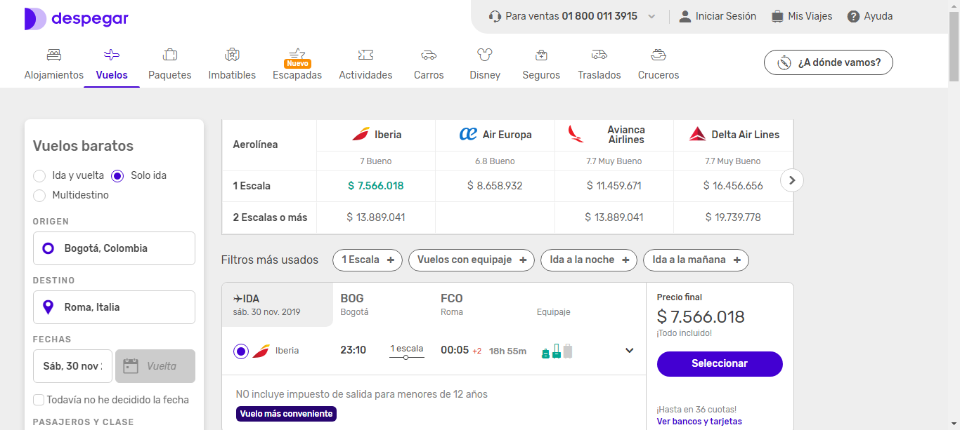 despegar
Para ventas 01 800 011 3915
Iniciar Sesión
Mis Viajes
Ayuda
Alojamientos
Vuelos
Paquetes
Imbatibles
Nuevo
Escapadas
Actividades
Carros
Disney
Seguros
Traslados
Cruceros
¿A dónde vamos?
Vuelos baratos
Ida y vuelta
Solo ida
Multidestino
ORIGEN
Bogotá, Colombia
DESTINO
Roma, Italia
FECHAS
Sáb, 30 nov
Vuelta
Todavía no he decidido la fecha
PASAJEROS Y CLASE
Aerolínea
Iberia
Air Europa
Avianca
Airlines
Delta Air Lines
7 Bueno
6.8 Bueno
7.7 Muy Bueno
7.7 Muy Bueno
1 Escala
$ 7.566.018
$ 8.658.932
$ 11.459.671
$ 16.456.656
2 Escalas o más
$ 13.889.041
$ 13.889.041
$ 19.739.778
Filtros más usados
1 Escala +
Vuelos con equipaje +
Ida a la noche +
Ida a la mañana +
IDA
sáb. 30 nov. 2019
BOG
Bogotá
FCO
Roma
Equipaje
Iberia
23:10
1 escala
00:05 +2
18h 55m
NO incluye impuesto de salida para menores de 12 años
Vuelo más conveniente
Precio final
$ 7.566.018
¡Todo incluido!
Seleccionar
¡Hasta en 36 cuotas!
Ver bancos y tarjetas